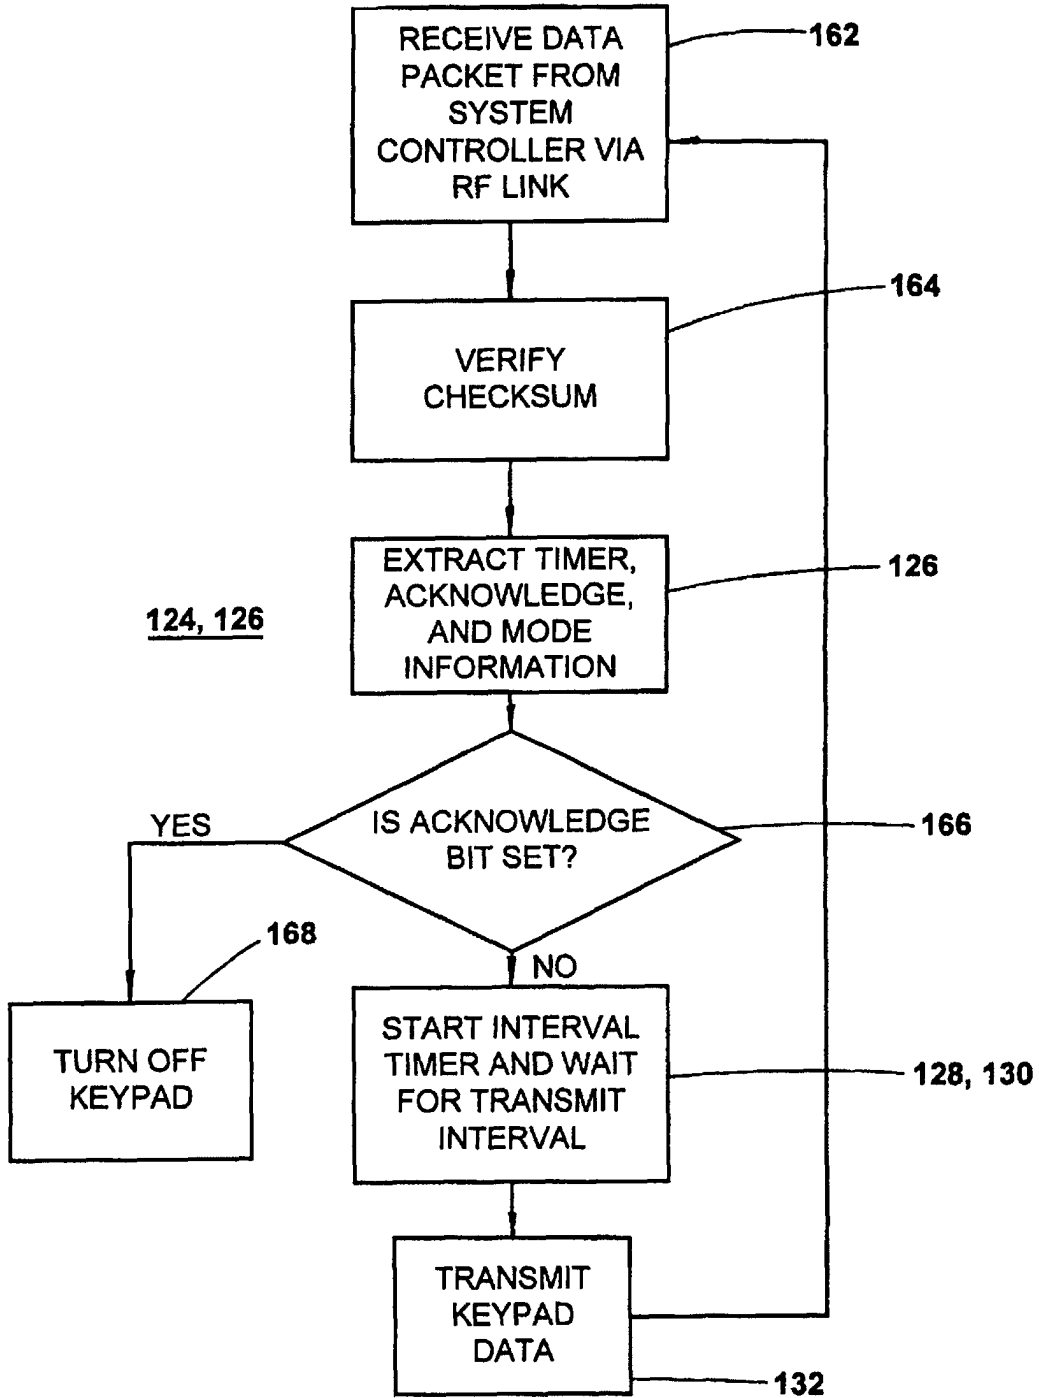 RECEIVE DATA
PACKET FROM
SYSTEM
CONTROLLER VIA
RF LINK
162
VERIFY
CHECKSUM
164
EXTRACT TIMER,
ACKNOWLEDGE,
AND MODE
INFORMATION
126
124, 126
IS ACKNOWLEDGE
BIT SET?
166
YES
NO
168
TURN OFF
KEYPAD
START INTERVAL
TIMER AND WAIT
FOR TRANSMIT
INTERVAL
128, 130
TRANSMIT
KEYPAD
DATA
132